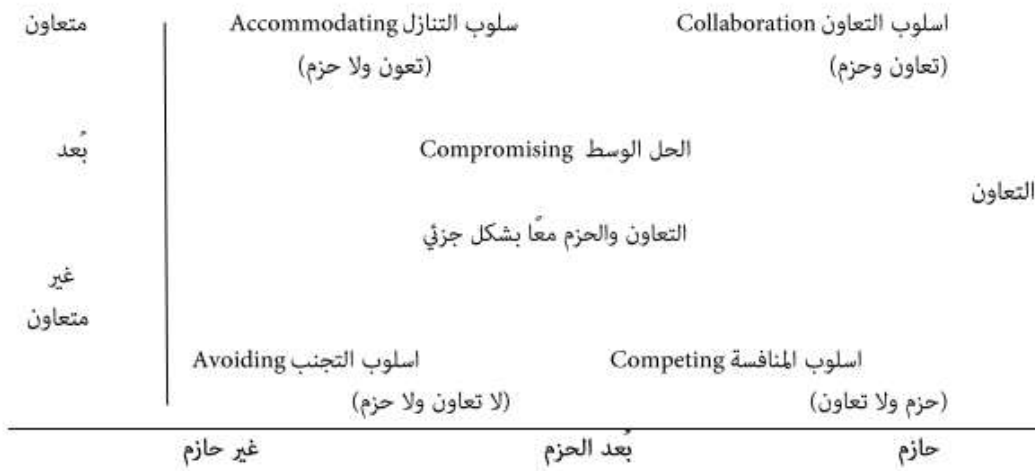 اسلوب التعاون Collaboration
سلوب التنازل Accommodating
متعاون
(تعاون وحزم)
(تعون ولا حزم)
الحل الوسط Compromising
بُعد
التعاون
التعاون والحزم معًا بشكل جزئي
غير
متعاون
اسلوب المنافسة Competing
اسلوب التجنب Avoiding
(حزم ولا تعاون)
(لا تعاون ولا حزم)
حازم
بُعد الحزم
غير حازم